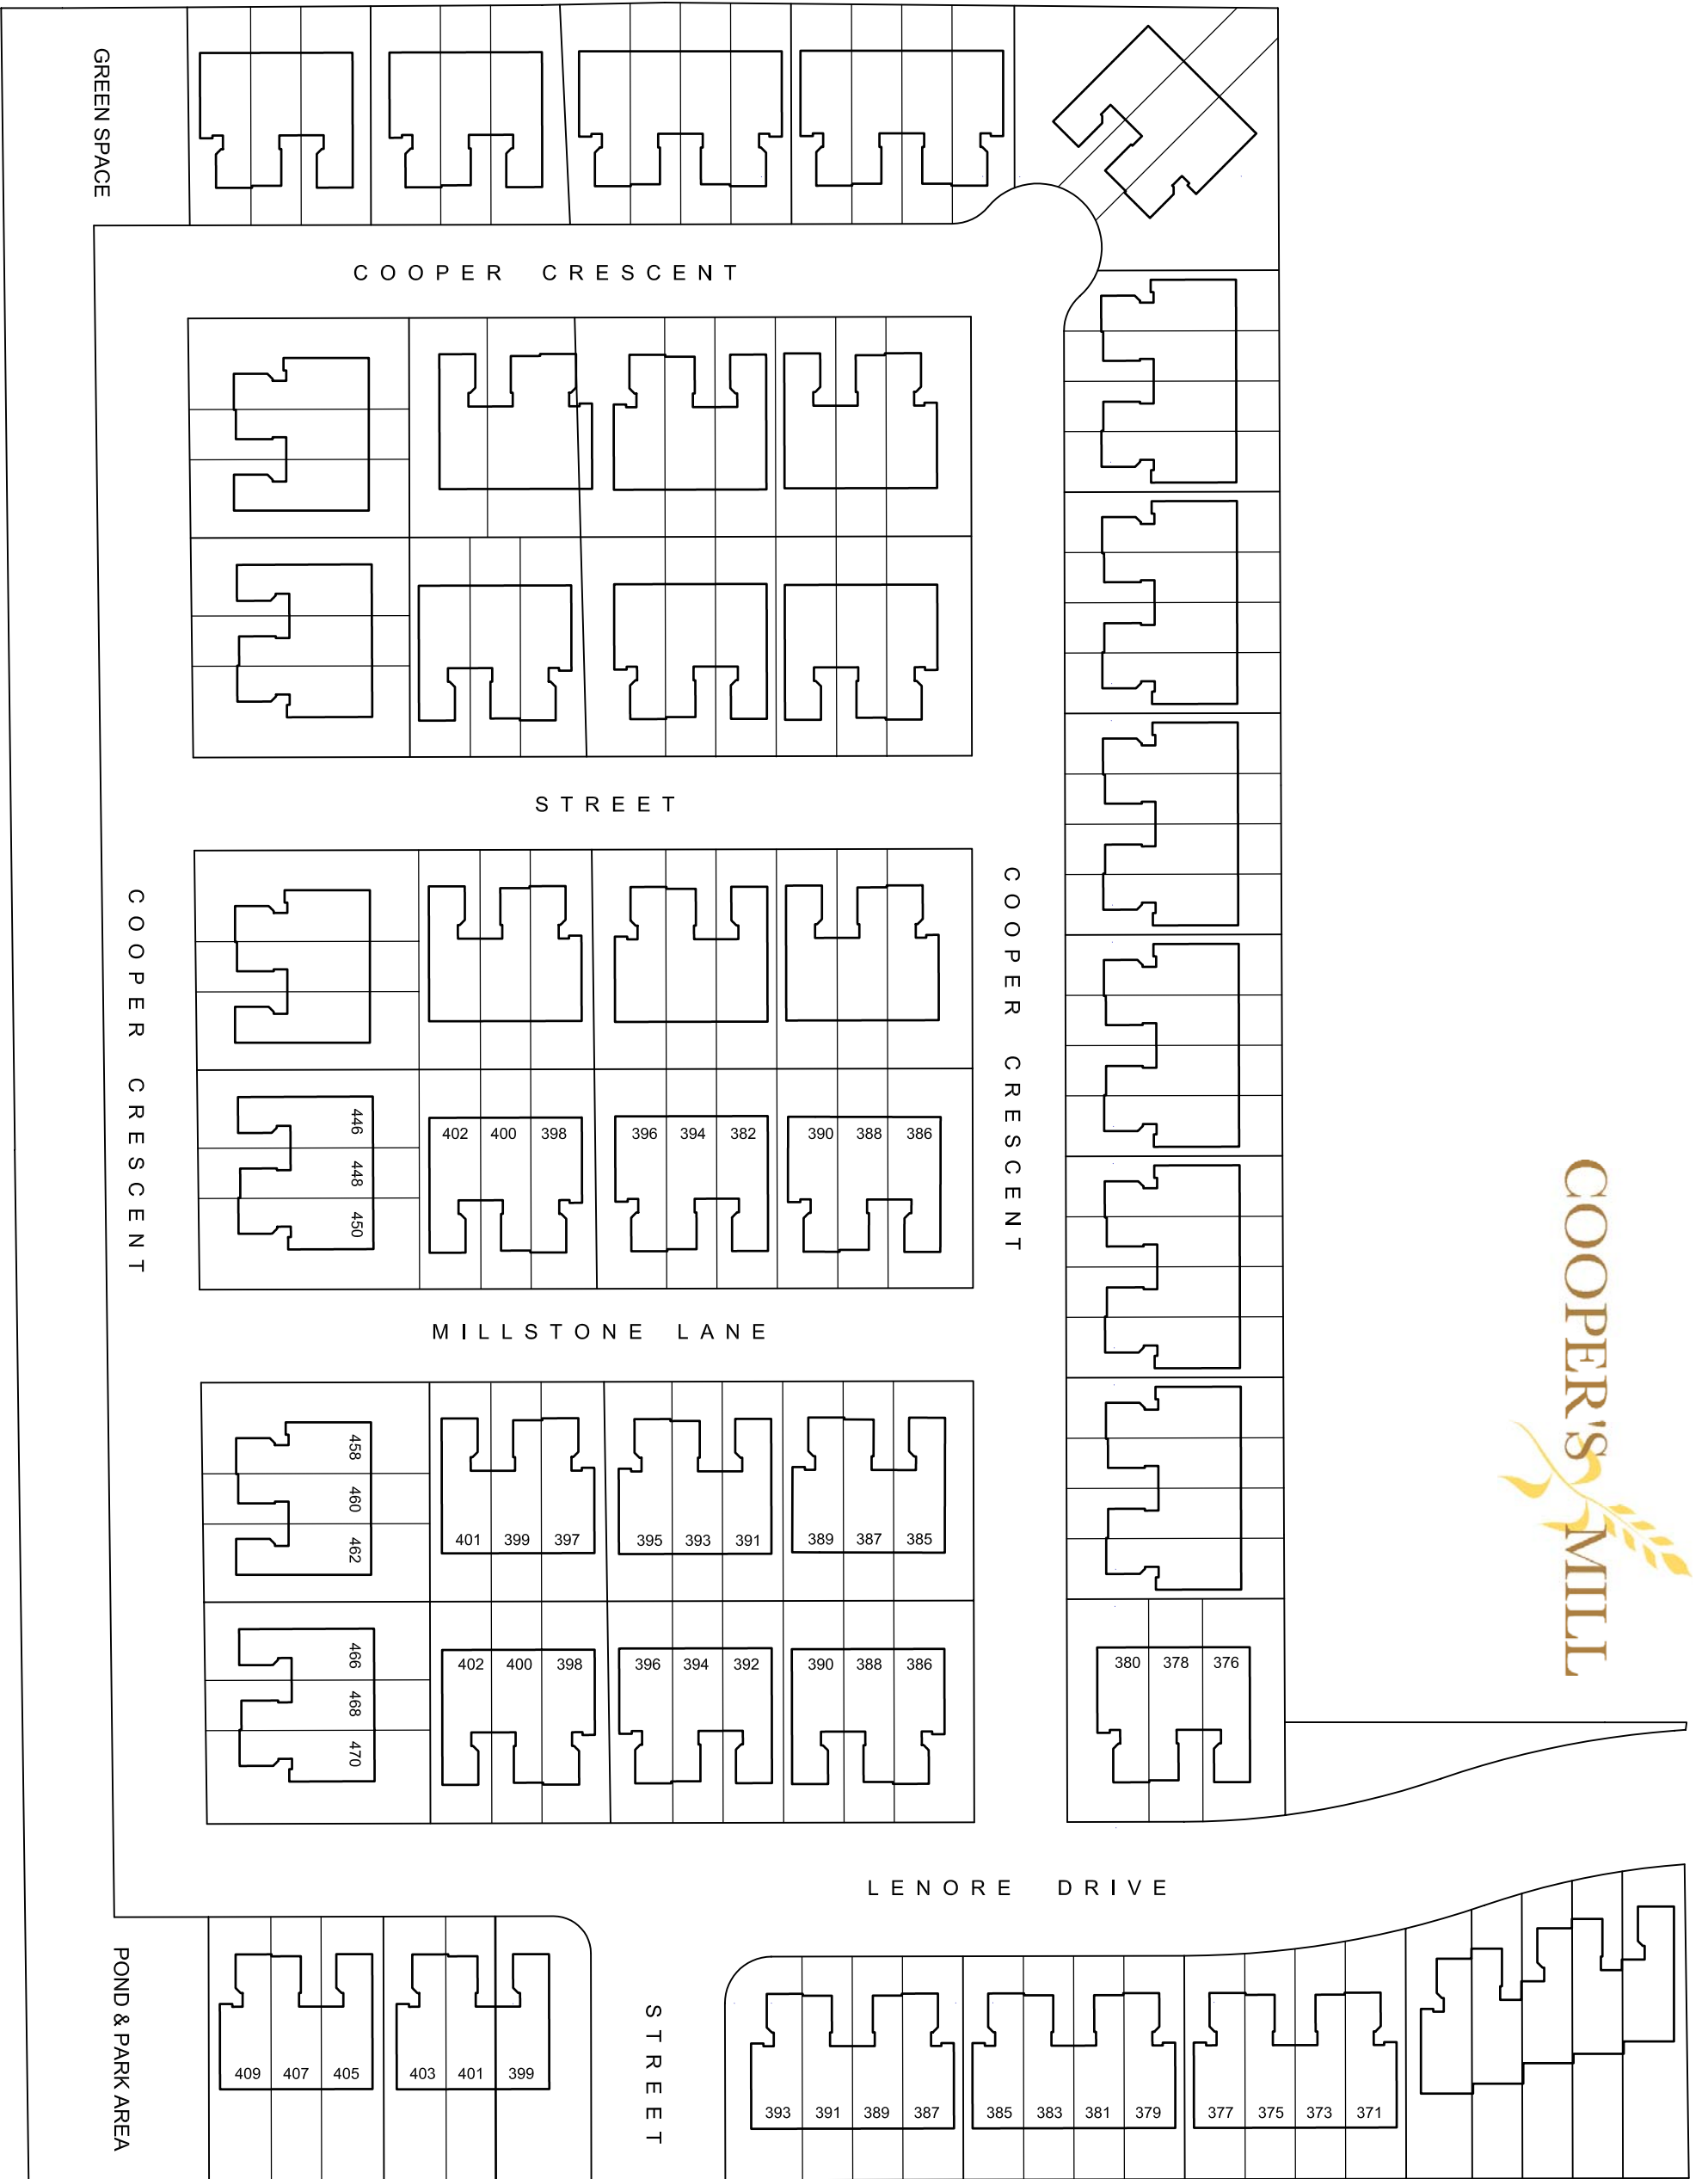 GREEN SPACE
COOPER CRESCENT
STREET
COOPER CRESCENT
COOPER CRESCENT
446
448
450
402 400 398 396 394 382 390 388 386
MILLSTONE LANE
COOPER'S MILL
458
460
462
401 399 397 395 393 391 389 387 385
466
468
470
402 400 398 396 394 392 390 388 386
380 378 376
LENORE DRIVE
POND & PARK AREA
STREET
409 407 405 403 401 399
393 391 389 387 385 383 381 379 377 375 373 371